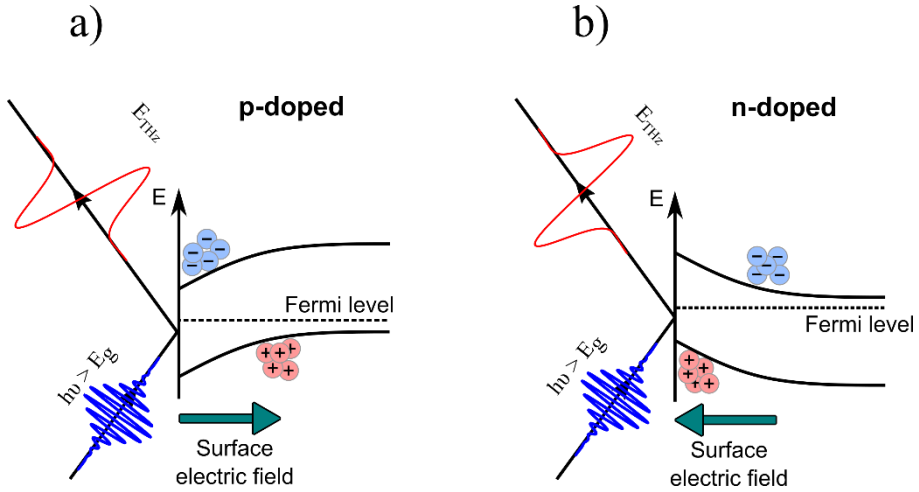 a)
p-doped
E_THz
E
− − − − − −
Fermi level
+ + + + +
hυ > Eg
Surface
electric field
b)
n-doped
E_THz
E
− − − − −
Fermi level
+ + + + + +
hυ > Eg
Surface
electric field